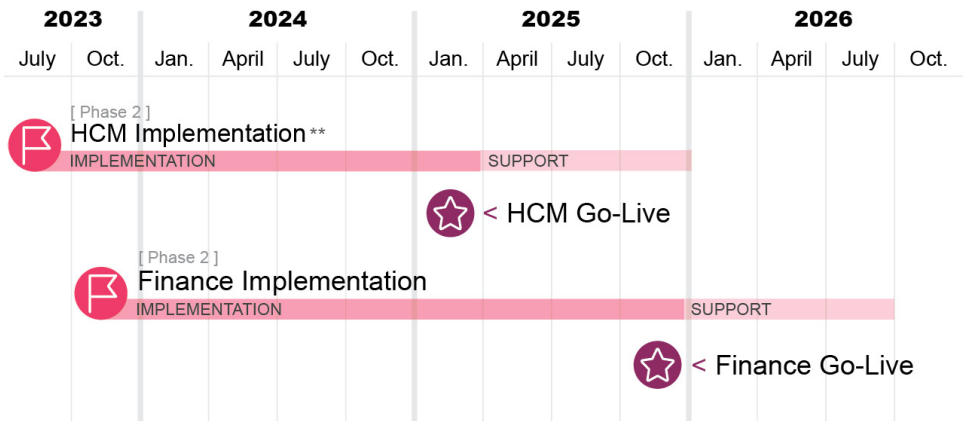 2023 2024 2025 2026
July Oct. Jan. April July Oct. Jan. April July Oct. Jan. April July Oct.
[ Phase 2 ]
HCM Implementation**
IMPLEMENTATION SUPPORT
< HCM Go-Live
[ Phase 2 ]
Finance Implementation
IMPLEMENTATION SUPPORT
< Finance Go-Live